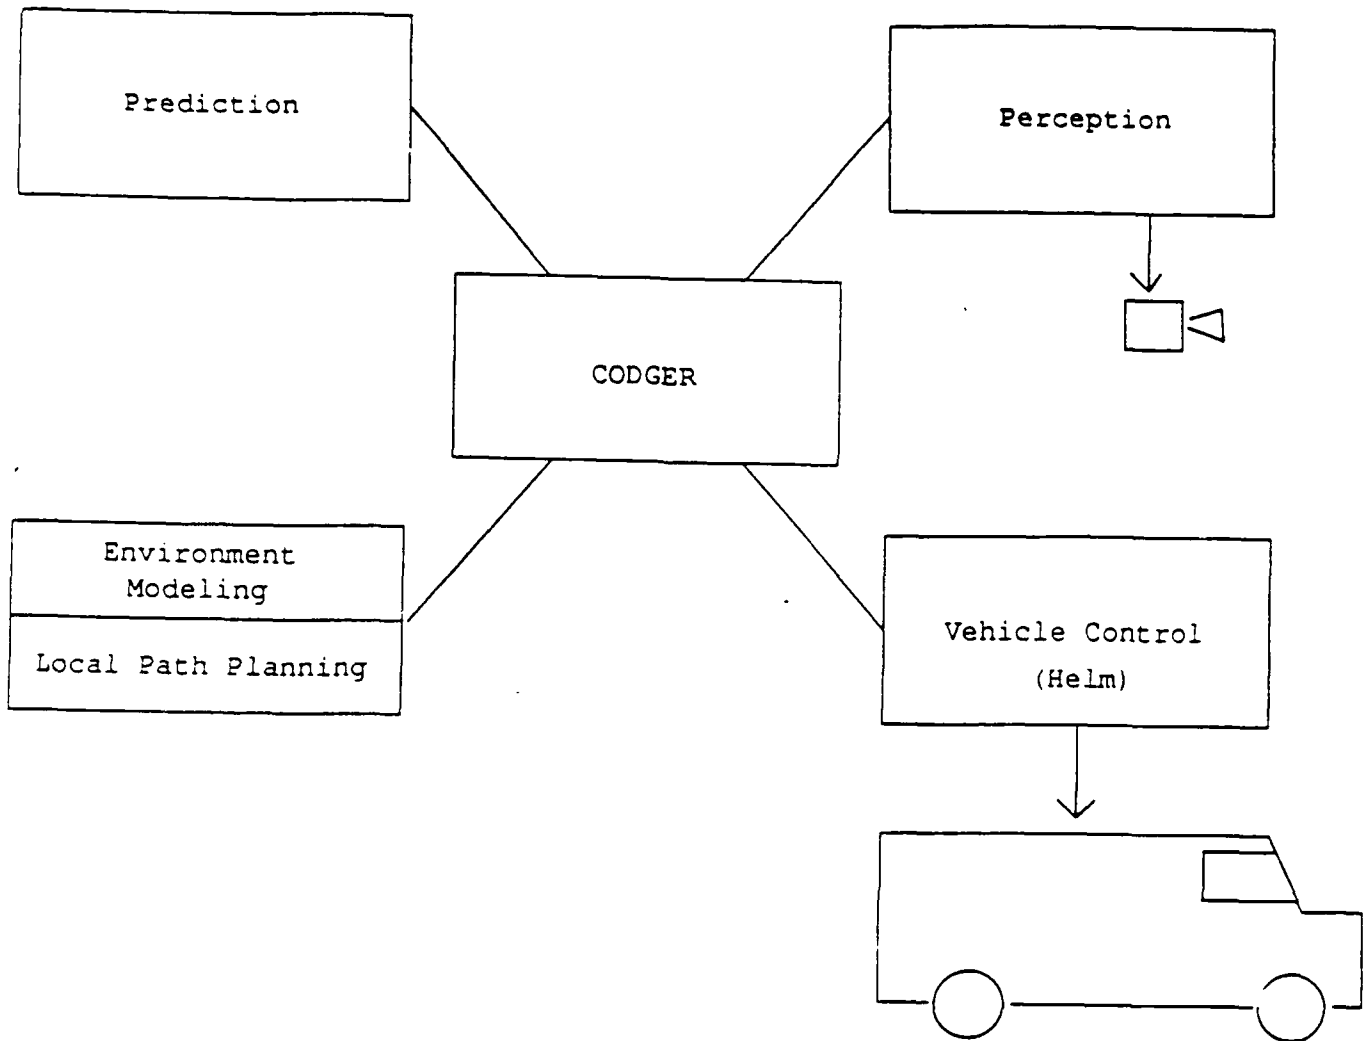 Prediction
Perception
CODGER
Environment
Modeling
Local Path Planning
Vehicle Control
(Helm)